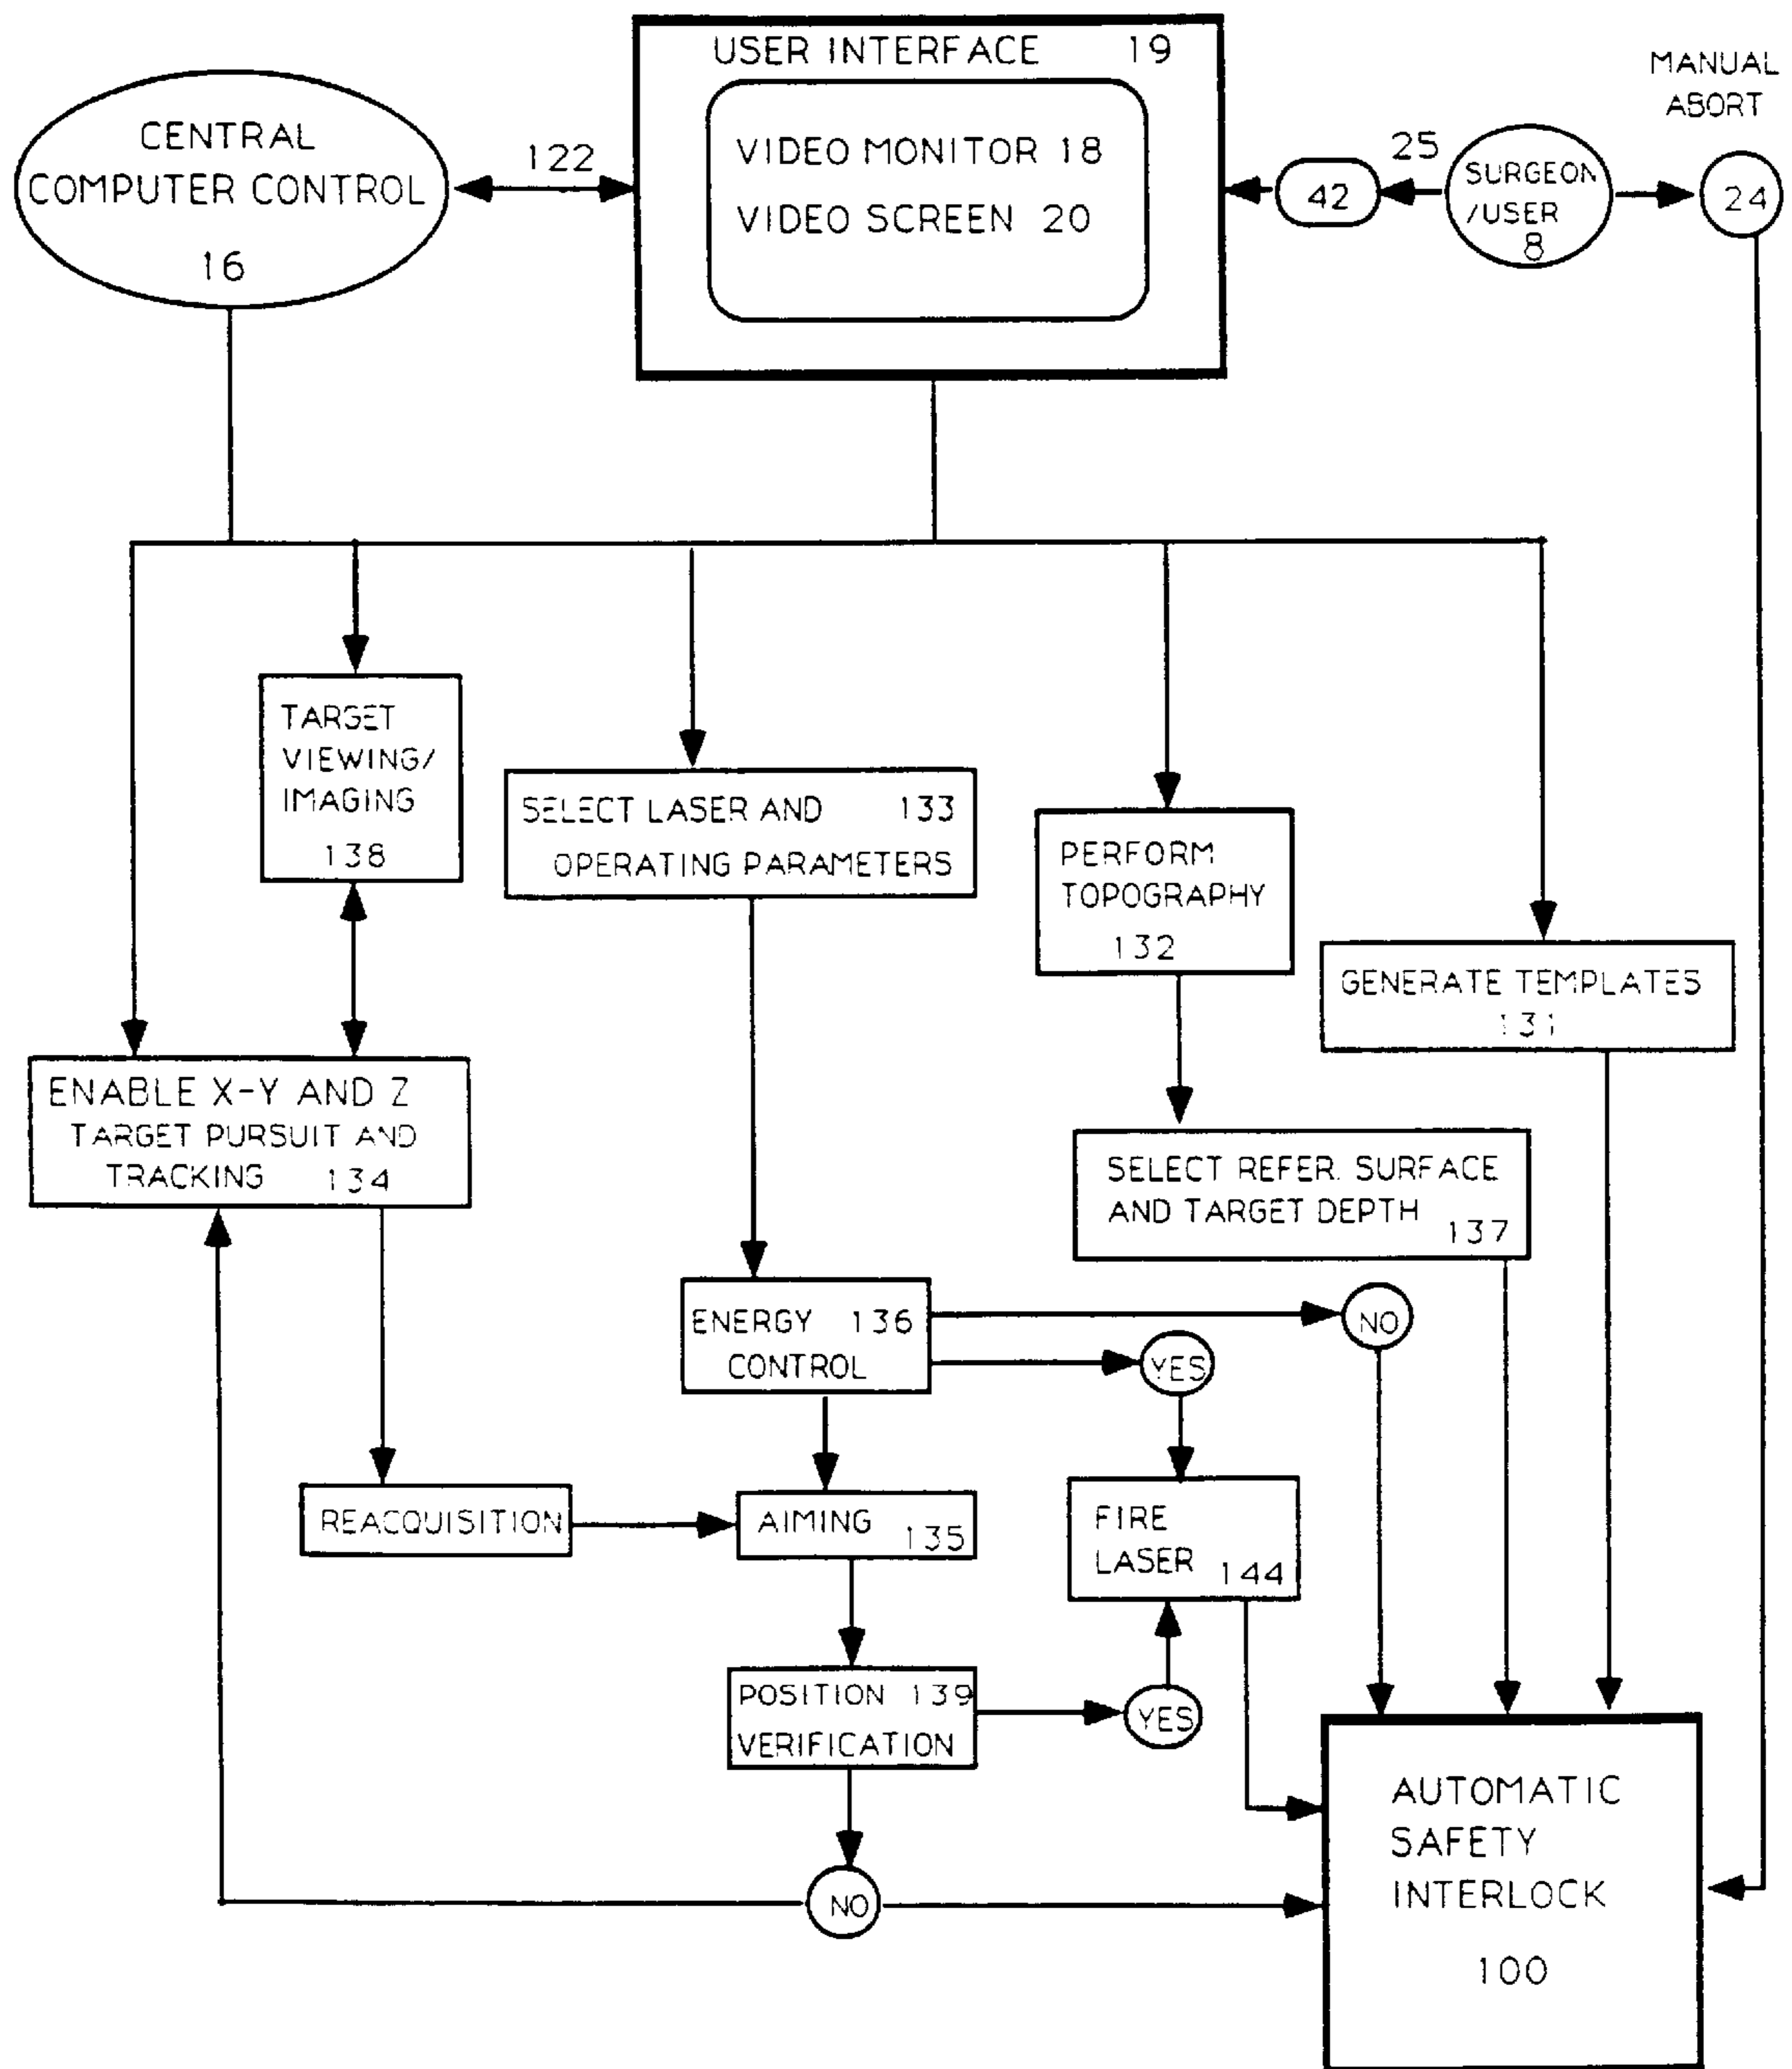 USER INTERFACE 19
VIDEO MONITOR 18
VIDEO SCREEN 20
CENTRAL
COMPUTER CONTROL
16
122
42
25
SURGEON
/USER
8
MANUAL
ABORT
24
TARGET
VIEWING/
IMAGING
138
SELECT LASER AND 133
OPERATING PARAMETERS
PERFORM
TOPOGRAPHY
132
GENERATE TEMPLATES
131
ENABLE X-Y AND Z
TARGET PURSUIT AND
TRACKING 134
SELECT REFER. SURFACE
AND TARGET DEPTH 137
ENERGY 136
CONTROL
NO
YES
REACQUISITION
AIMING 135
FIRE
LASER 144
POSITION 139
VERIFICATION
YES
NO
AUTOMATIC
SAFETY
INTERLOCK
100